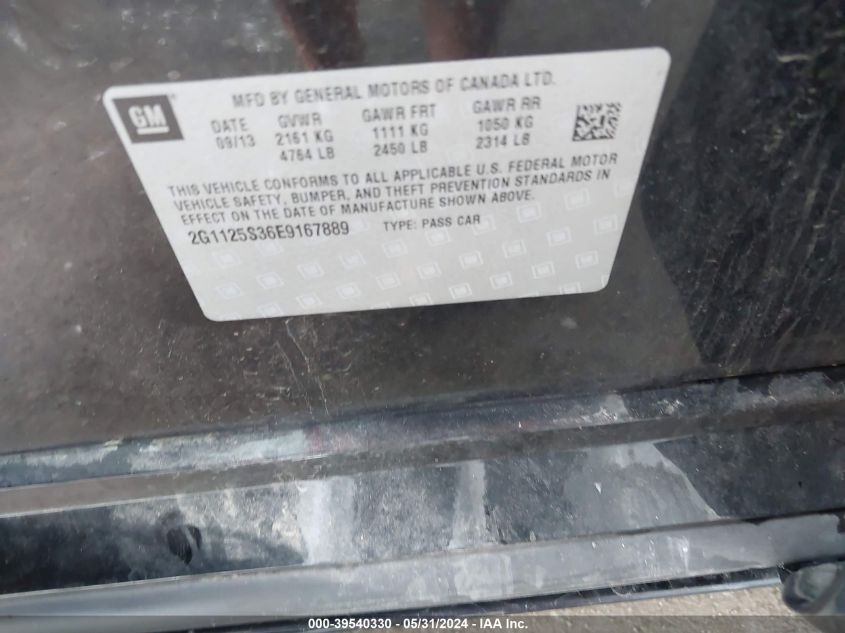 GM
MFD BY GENERAL MOTORS OF CANADA LTD.
DATE GVWR GAWR FRT GAWR RR
09/13 2161 KG 1111 KG 1050 KG
4764 LB 2450 LB 2314 LB
THIS VEHICLE CONFORMS TO ALL APPLICABLE U.S. FEDERAL MOTOR
VEHICLE SAFETY, BUMPER, AND THEFT PREVENTION STANDARDS IN
EFFECT ON THE DATE OF MANUFACTURE SHOWN ABOVE.
2G1125S36E9167889 TYPE: PASS CAR
000-39540330 - 05/31/2024 - IAA Inc.